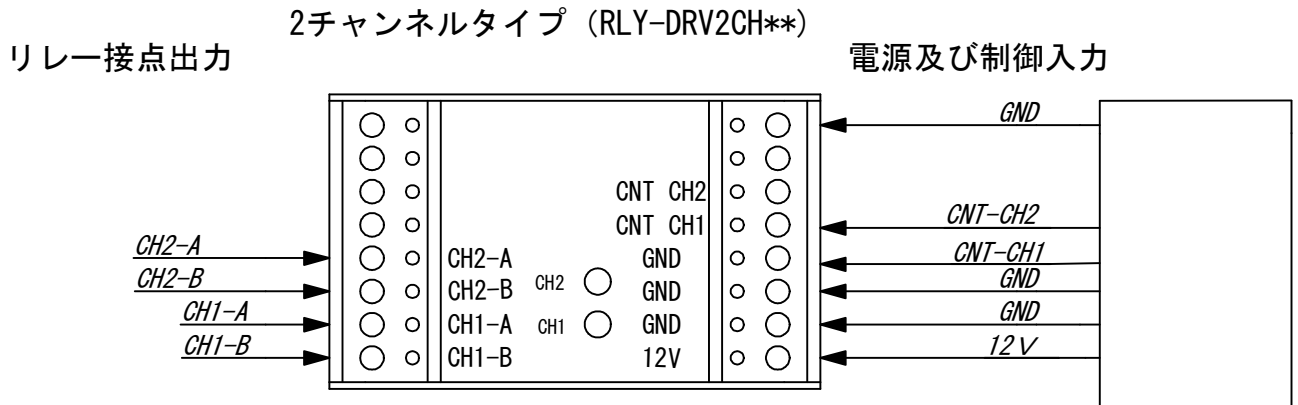 2チャンネルタイプ (RLY-DRV2CH**)
リレー接点出力
電源及び制御入力
GND
CNT CH2
CNT CH1
CNT-CH2
CH2-A
CH2-A
GND
CNT-CH1
CH2-B
CH2-B
CH2
GND
GND
CH1-A
CH1-A
CH1
GND
GND
CH1-B
CH1-B
12V
12V